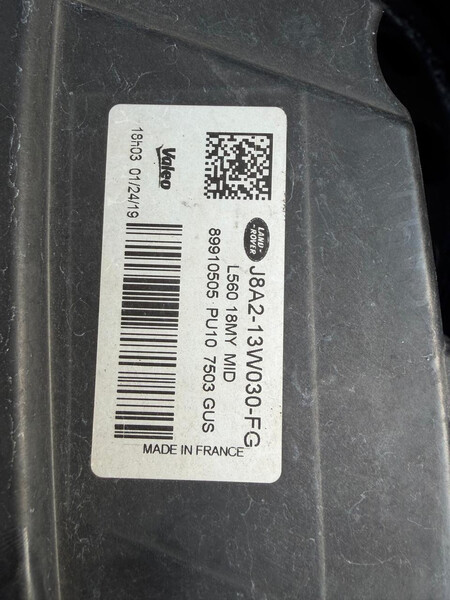 LAND
-ROVER
J8A2-13W030-FG
L560 18MY MID
89910505 PU10 7503 GUS
Valeo
18h03 01/24/19
MADE IN FRANCE